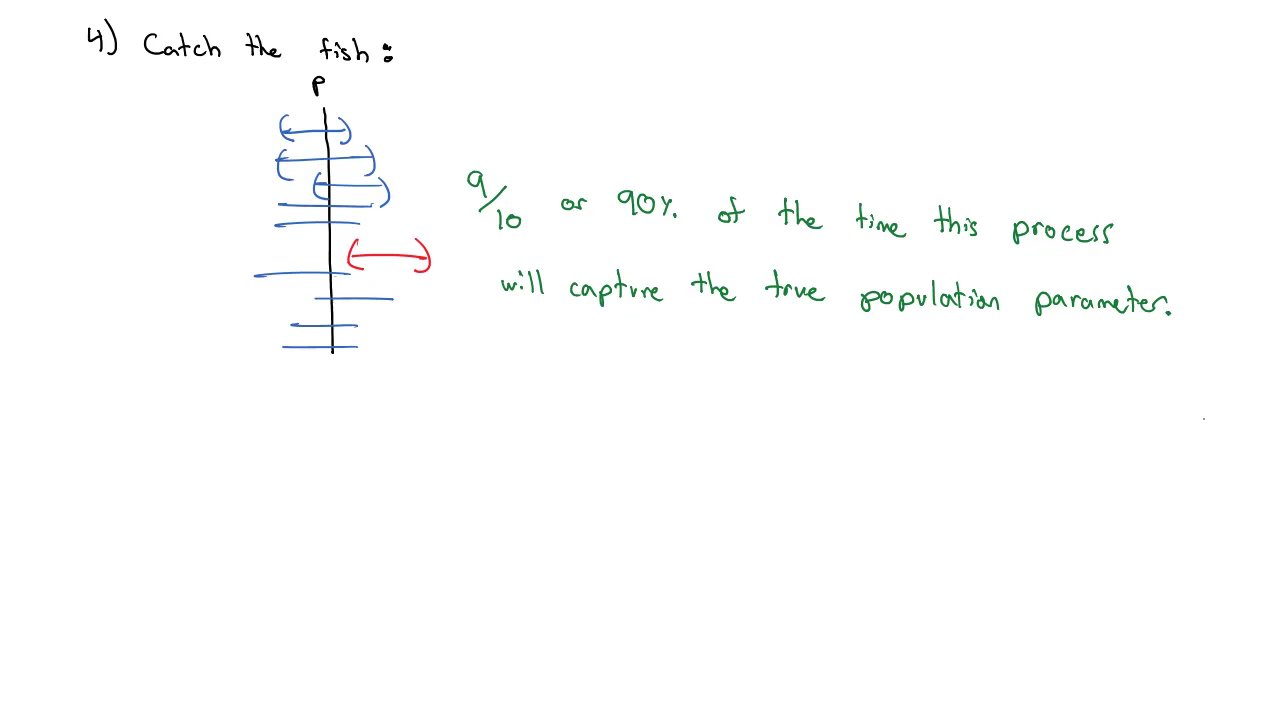 4) Catch the fish:
P
9/10 or 90% of the time this process
will capture the true population parameter.